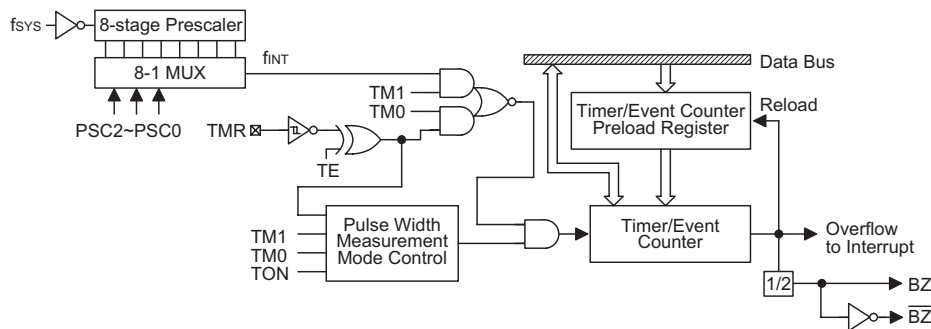 fSYS
8-stage Prescaler
8-1 MUX
fINT
PSC2~PSC0
TMR
TE
TM1
TM0
TM1
TM0
TON
Pulse Width
Measurement
Mode Control
Data Bus
Timer/Event Counter
Preload Register
Reload
Timer/Event
Counter
Overflow
to Interrupt
1/2
BZ
B̅Z̅